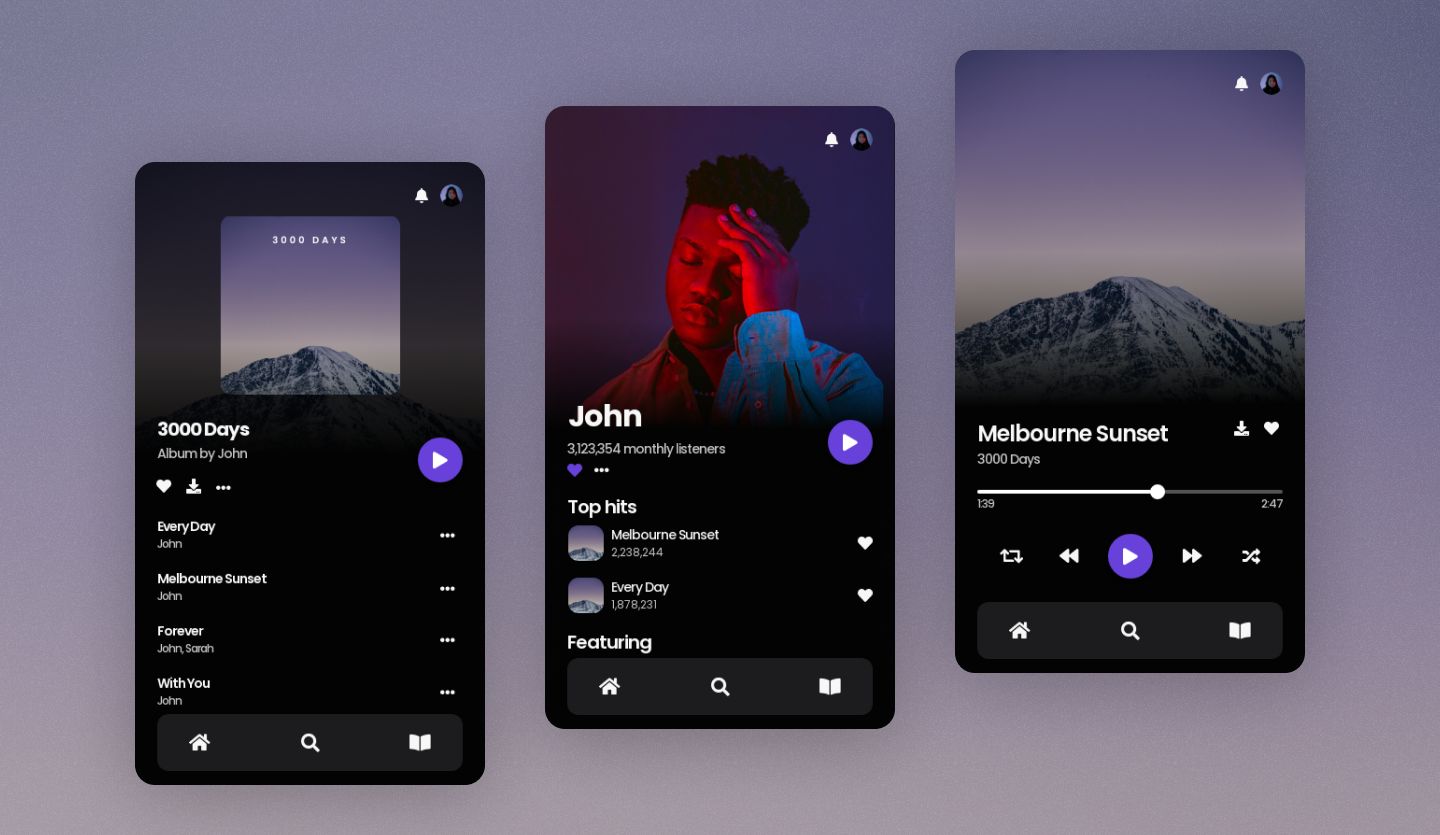 3000 DAYS
3000 Days
Album by John
Every Day
John
Melbourne Sunset
John
Forever
John, Sarah
With You
John
John
3,123,354 monthly listeners
Top hits
Melbourne Sunset
2,238,244
Every Day
1,878,231
Featuring
Melbourne Sunset
3000 Days
1:39 2:47